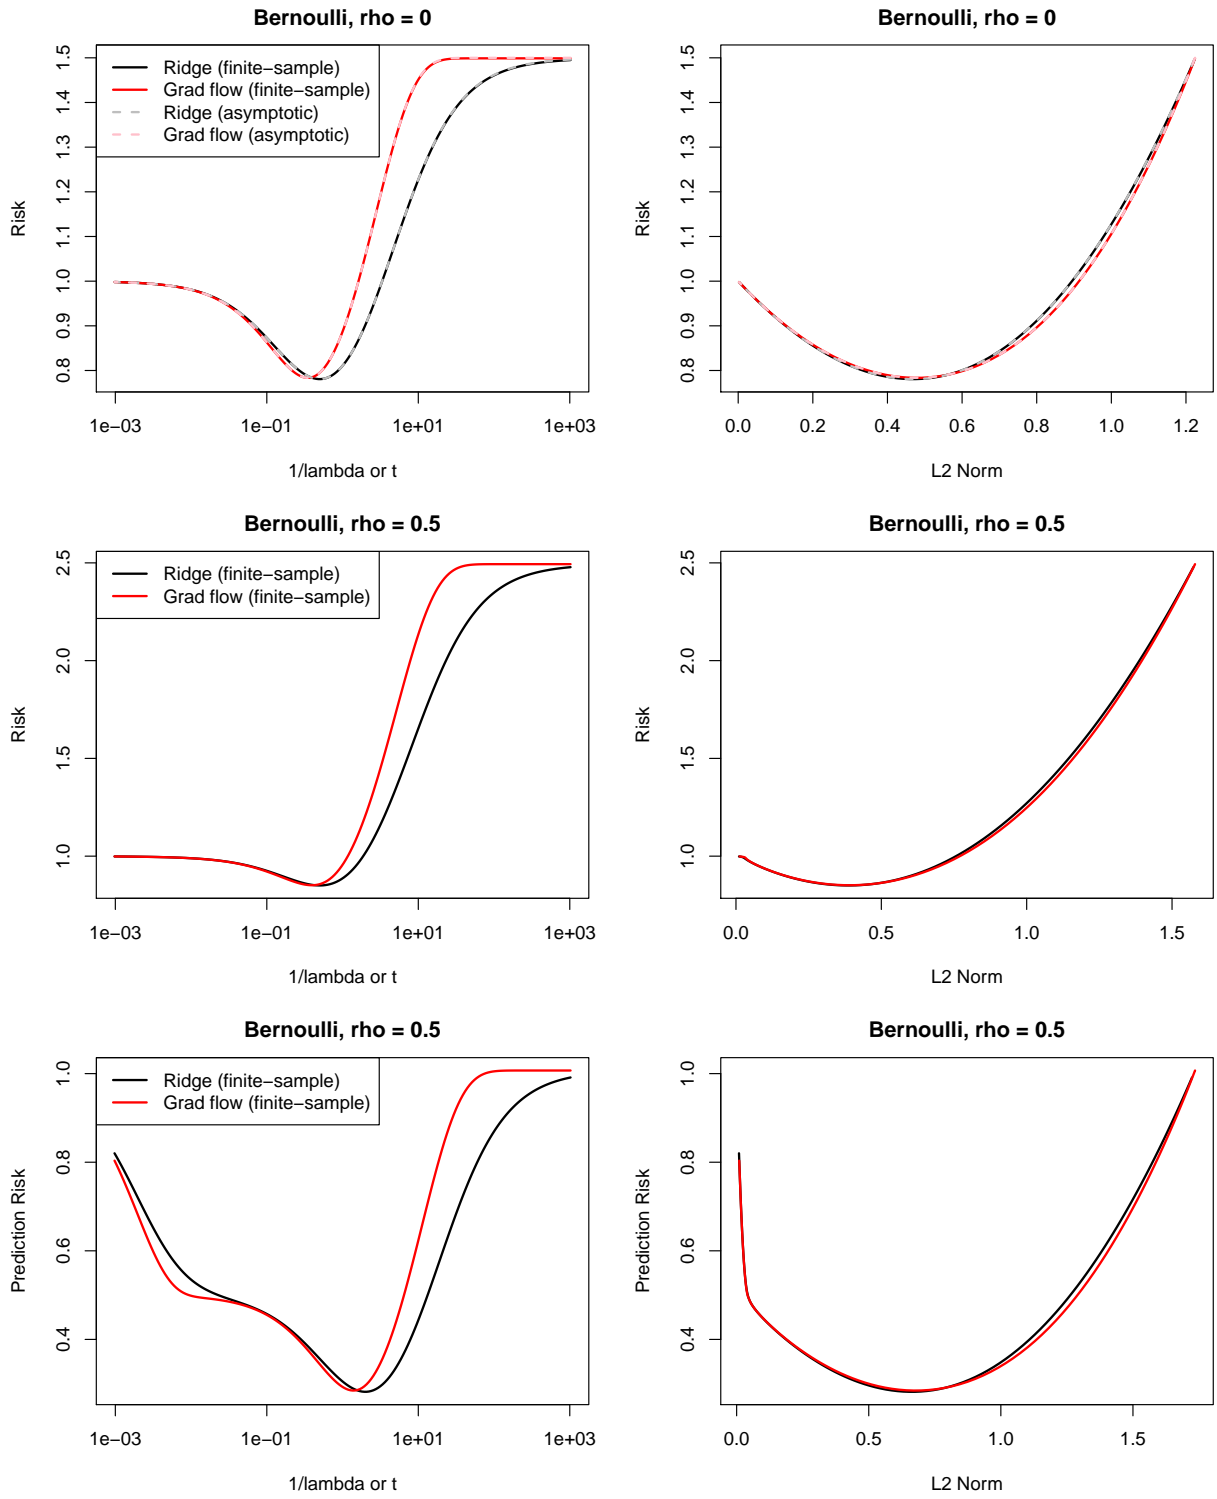 Bernoulli, rho = 0
Risk
0.8 0.9 1.0 1.1 1.2 1.3 1.4 1.5
Ridge (finite−sample)
Grad flow (finite−sample)
Ridge (asymptotic)
Grad flow (asymptotic)
1e−03 1e−01 1e+01 1e+03
1/lambda or t
Bernoulli, rho = 0
Risk
0.8 0.9 1.0 1.1 1.2 1.3 1.4 1.5
0.0 0.2 0.4 0.6 0.8 1.0 1.2
L2 Norm
Bernoulli, rho = 0.5
Risk
1.0 1.5 2.0 2.5
Ridge (finite−sample)
Grad flow (finite−sample)
1e−03 1e−01 1e+01 1e+03
1/lambda or t
Bernoulli, rho = 0.5
Risk
1.0 1.5 2.0 2.5
0.0 0.5 1.0 1.5
L2 Norm
Bernoulli, rho = 0.5
Prediction Risk
0.4 0.6 0.8 1.0
Ridge (finite−sample)
Grad flow (finite−sample)
1e−03 1e−01 1e+01 1e+03
1/lambda or t
Bernoulli, rho = 0.5
Prediction Risk
0.4 0.6 0.8 1.0
0.0 0.5 1.0 1.5
L2 Norm